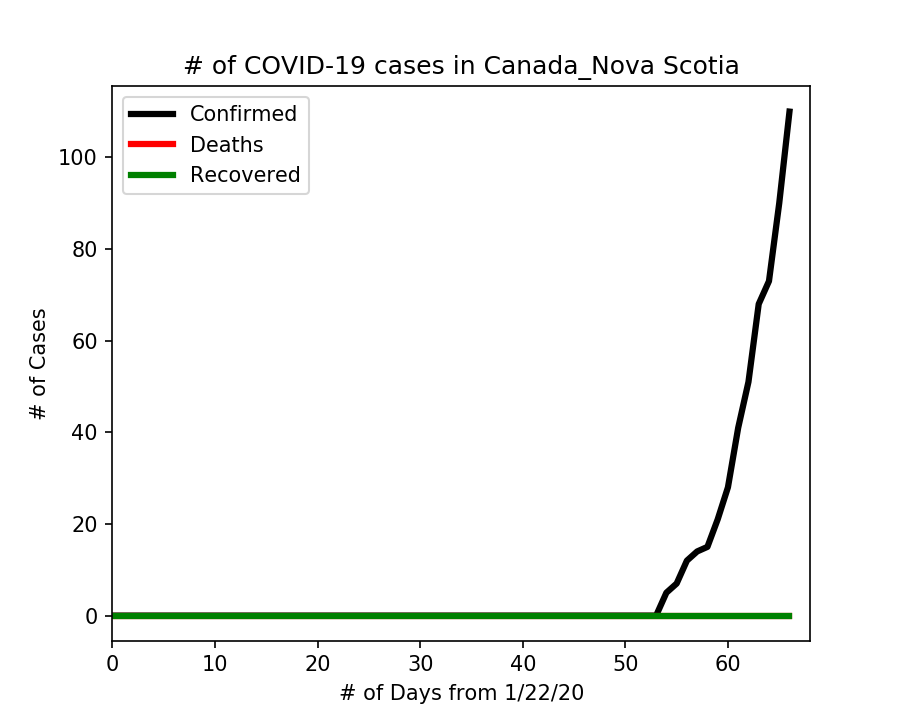 # of COVID-19 cases in Canada_Nova Scotia
Confirmed
Deaths
Recovered
100
80
60
40
20
0
# of Cases
0 10 20 30 40 50 60
# of Days from 1/22/20